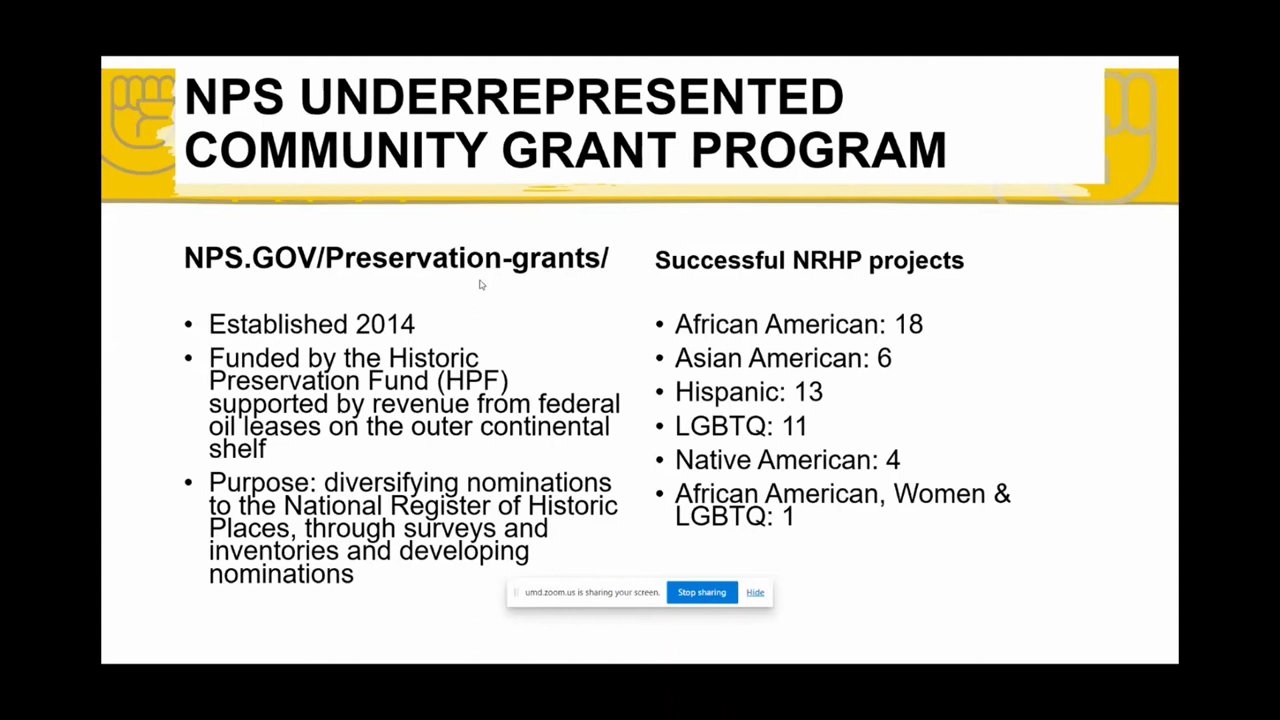 NPS UNDERREPRESENTED
COMMUNITY GRANT PROGRAM
NPS.GOV/Preservation-grants/
• Established 2014
• Funded by the Historic
Preservation Fund (HPF)
supported by revenue from federal
oil leases on the outer continental
shelf
• Purpose: diversifying nominations
to the National Register of Historic
Places, through surveys and
inventories and developing
nominations
Successful NRHP projects
• African American: 18
• Asian American: 6
• Hispanic: 13
• LGBTQ: 11
• Native American: 4
• African American, Women &
LGBTQ: 1
umd.zoom.us is sharing your screen. Stop sharing Hide